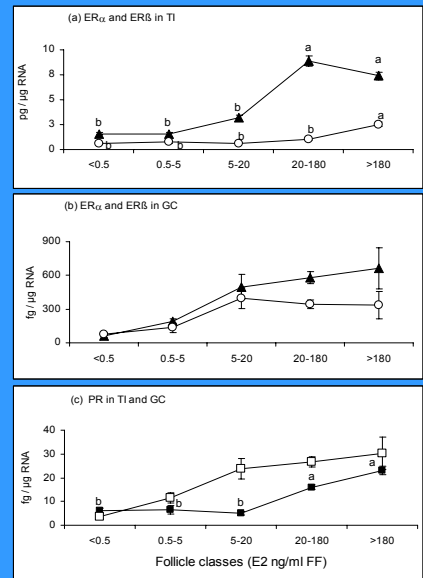 (a) ERα and ERß in TI
pg / µg RNA
10
8
5
3
0
b b b a a
b b b b a
<0.5 0.5-5 5-20 20-180 >180
(b) ERα and ERß in GC
fg / µg RNA
900
600
300
0
<0.5 0.5-5 5-20 20-180 >180
(c) PR in TI and GC
fg / µg RNA
40
30
20
10
0
b b b a a
<0.5 0.5-5 5-20 20-180 >180
Follicle classes (E2 ng/ml FF)